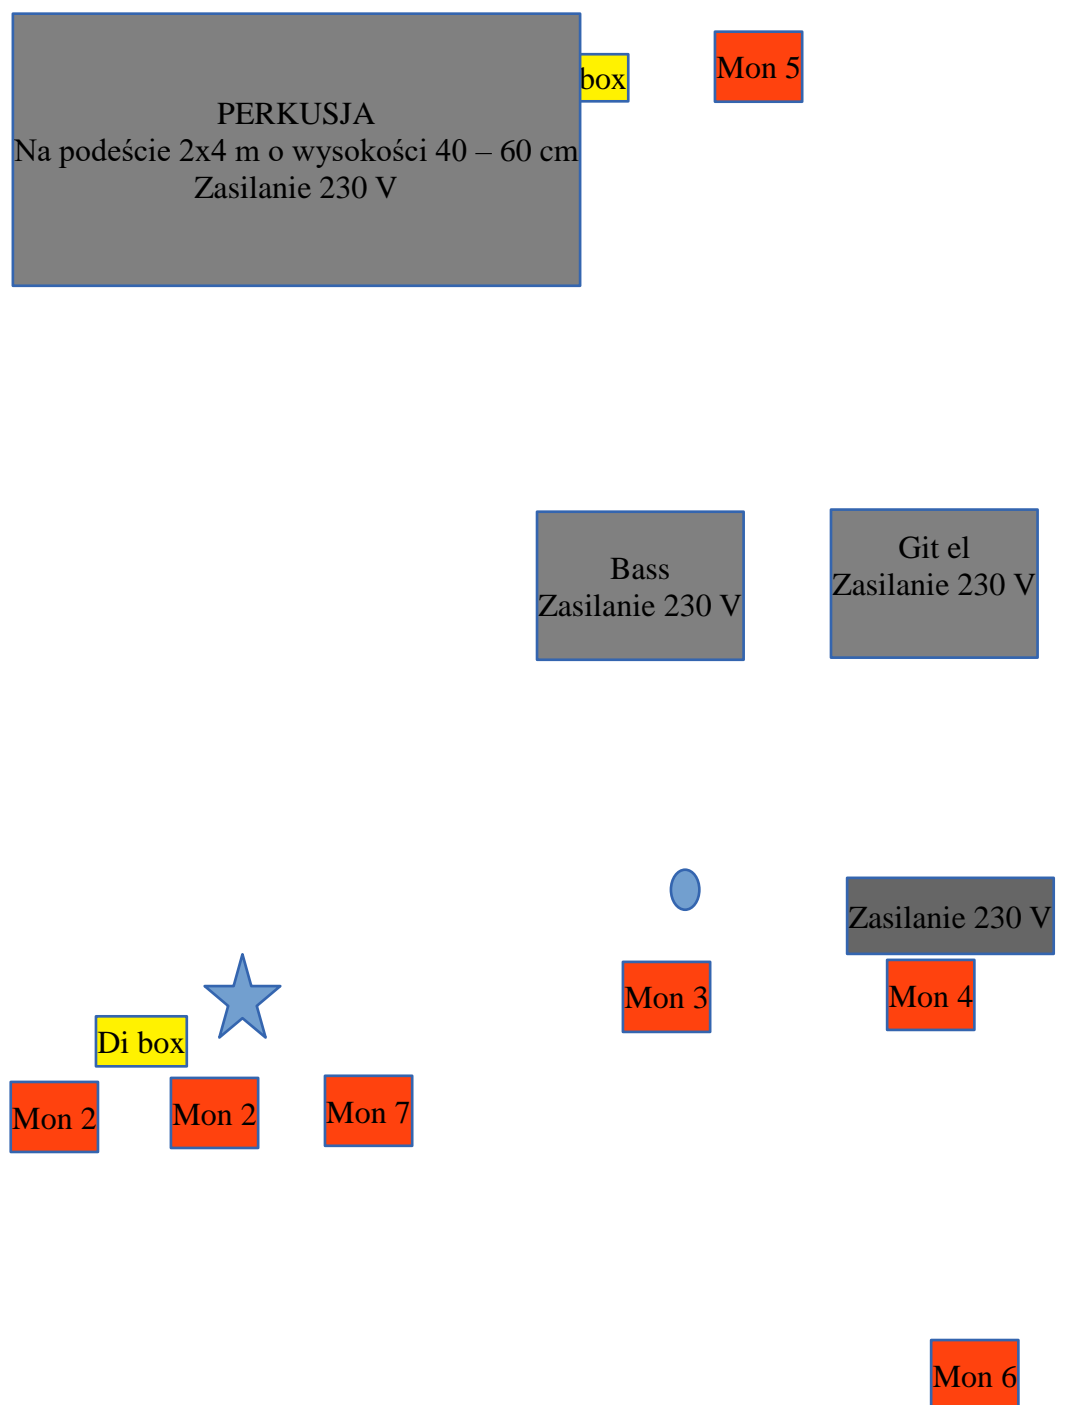 PERKUSJA
Na podeście 2x4 m o wysokości 40 – 60 cm
Zasilanie 230 V
box
Mon 5
Bass
Zasilanie 230 V
Git el
Zasilanie 230 V
Zasilanie 230 V
Mon 3
Mon 4
Di box
Mon 2
Mon 2
Mon 7
Mon 6